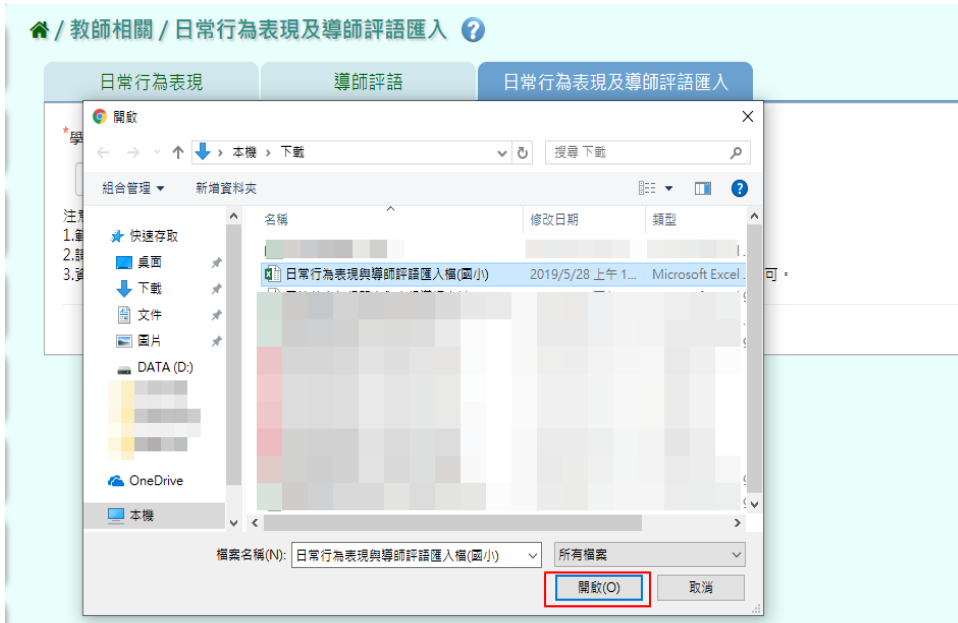 / 教師相關 / 日常行為表現及導師評語匯入 ?
日常行為表現 導師評語 日常行為表現及導師評語匯入
開啟
*學
本機 › 下載 搜尋 下載
組合管理 新增資料夾
名稱 修改日期 類型
注意
1.
2.請
3.資
可。
快速存取
桌面
下載
文件
圖片
DATA (D:)
OneDrive
本機
日常行為表現與導師評語匯入檔(國小) 2019/5/28 上午 1... Microsoft Excel
檔案名稱(N): 日常行為表現與導師評語匯入檔(國小) 所有檔案
開啟(O) 取消